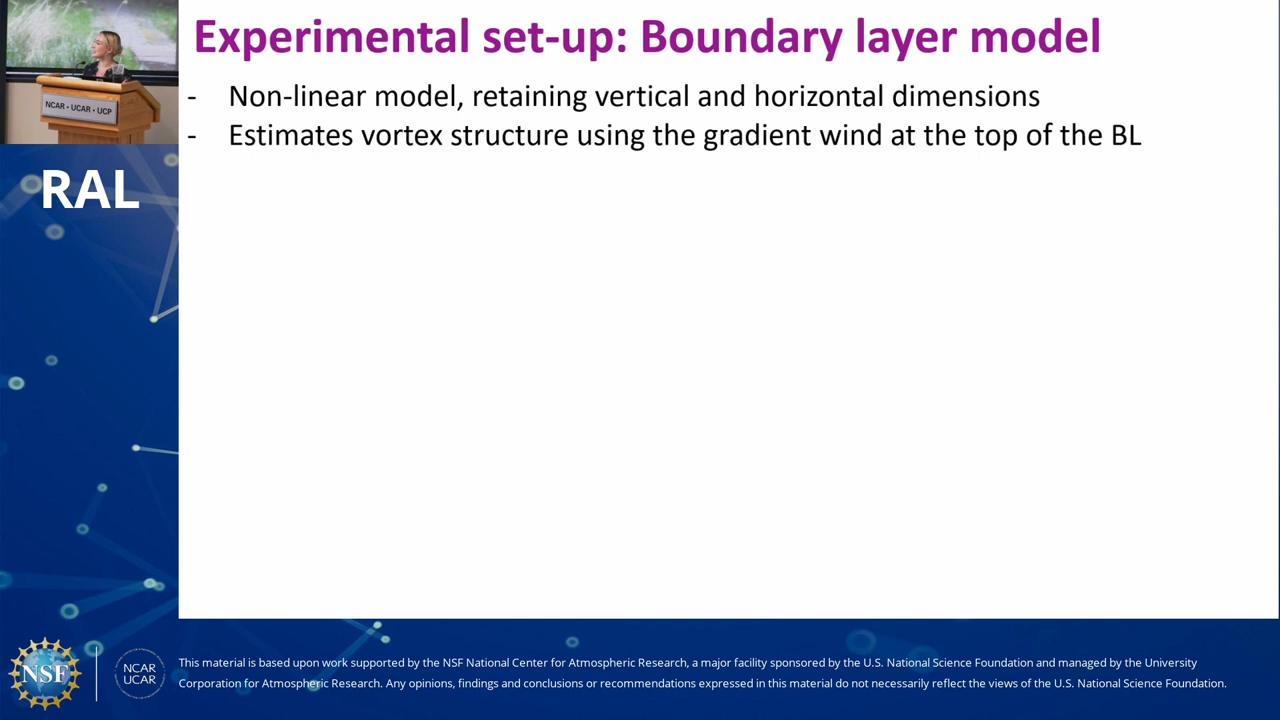 Experimental set-up: Boundary layer model
- Non-linear model, retaining vertical and horizontal dimensions
- Estimates vortex structure using the gradient wind at the top of the BL
NCAR • UCAR • UCP
RAL
NSF
NCAR
UCAR
This material is based upon work supported by the NSF National Center for Atmospheric Research, a major facility sponsored by the U.S. National Science Foundation and managed by the University
Corporation for Atmospheric Research. Any opinions, findings and conclusions or recommendations expressed in this material do not necessarily reflect the views of the U.S. National Science Foundation.